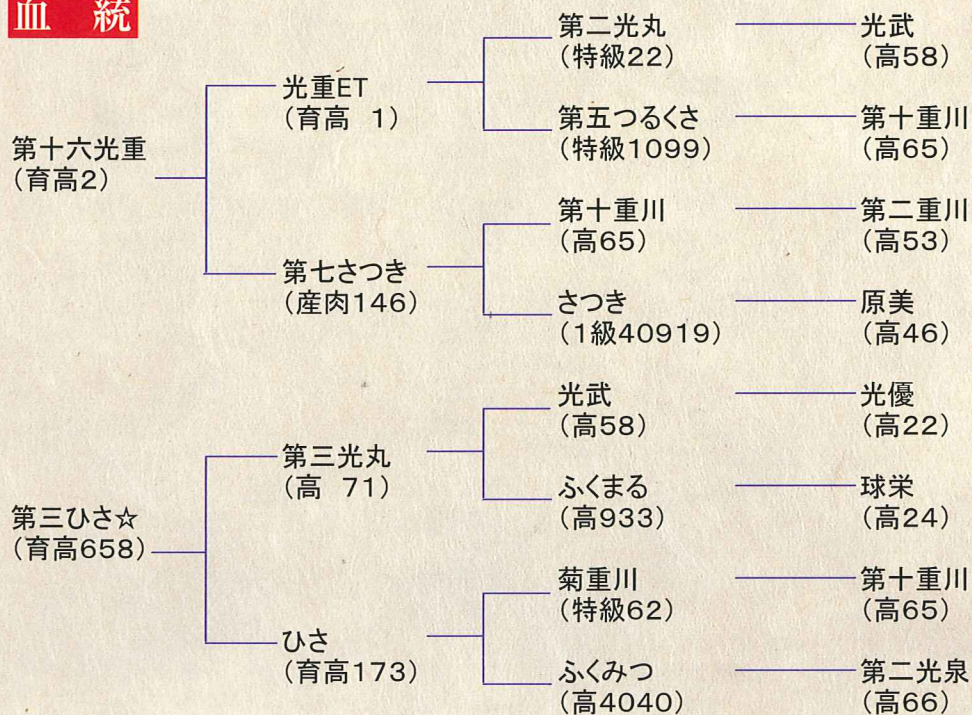 血 統
第十六光重
(育高2)
光重ET
(育高 1)
第二光丸
(特級22)
光武
(高58)
第五つるくさ
(特級1099)
第十重川
(高65)
第七さつき
(産肉146)
第十重川
(高65)
第二重川
(高53)
さつき
(1級40919)
原美
(高46)
第三ひさ☆
(育高658)
第三光丸
(高 71)
光武
(高58)
光優
(高22)
ふくまる
(高933)
球栄
(高24)
ひさ
(育高173)
菊重川
(特級62)
第十重川
(高65)
ふくみつ
(高4040)
第二光泉
(高66)